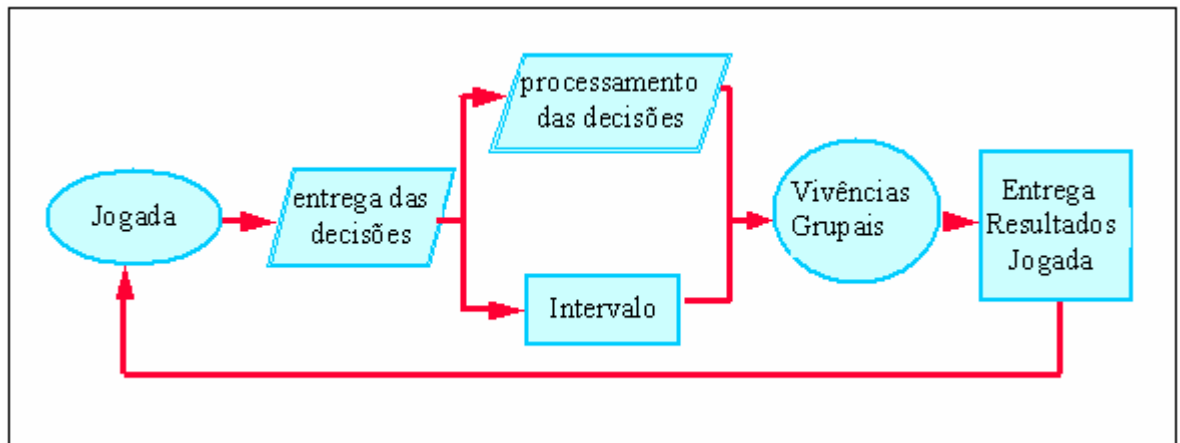 Jogada
entrega das
decisões
processamento
das decisões
Intervalo
Vivências
Grupais
Entrega
Resultados
Jogada